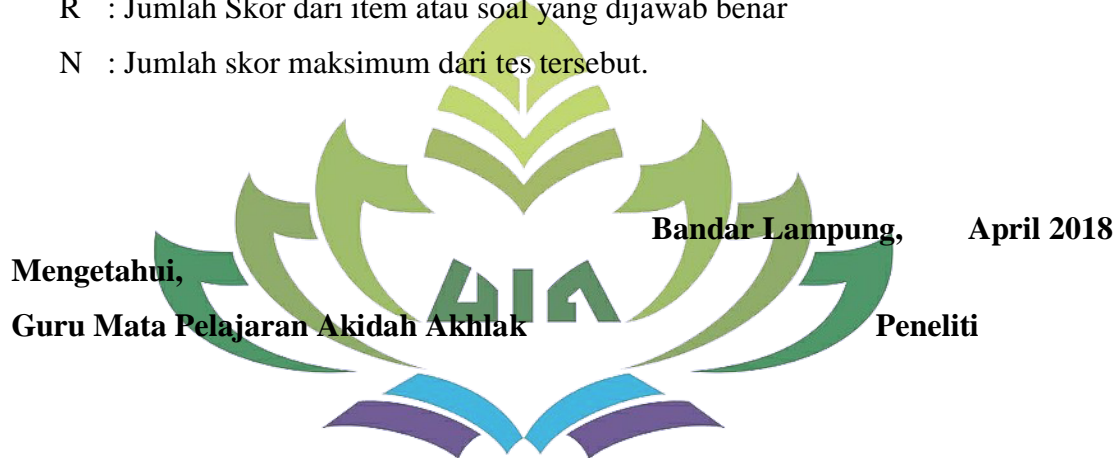 R : Jumlah Skor dari item atau soal yang dijawab benar
N : Jumlah skor maksimum dari tes tersebut.
Bandar Lampung, April 2018
Mengetahui,
Guru Mata Pelajaran Akidah Akhlak Peneliti
UIN